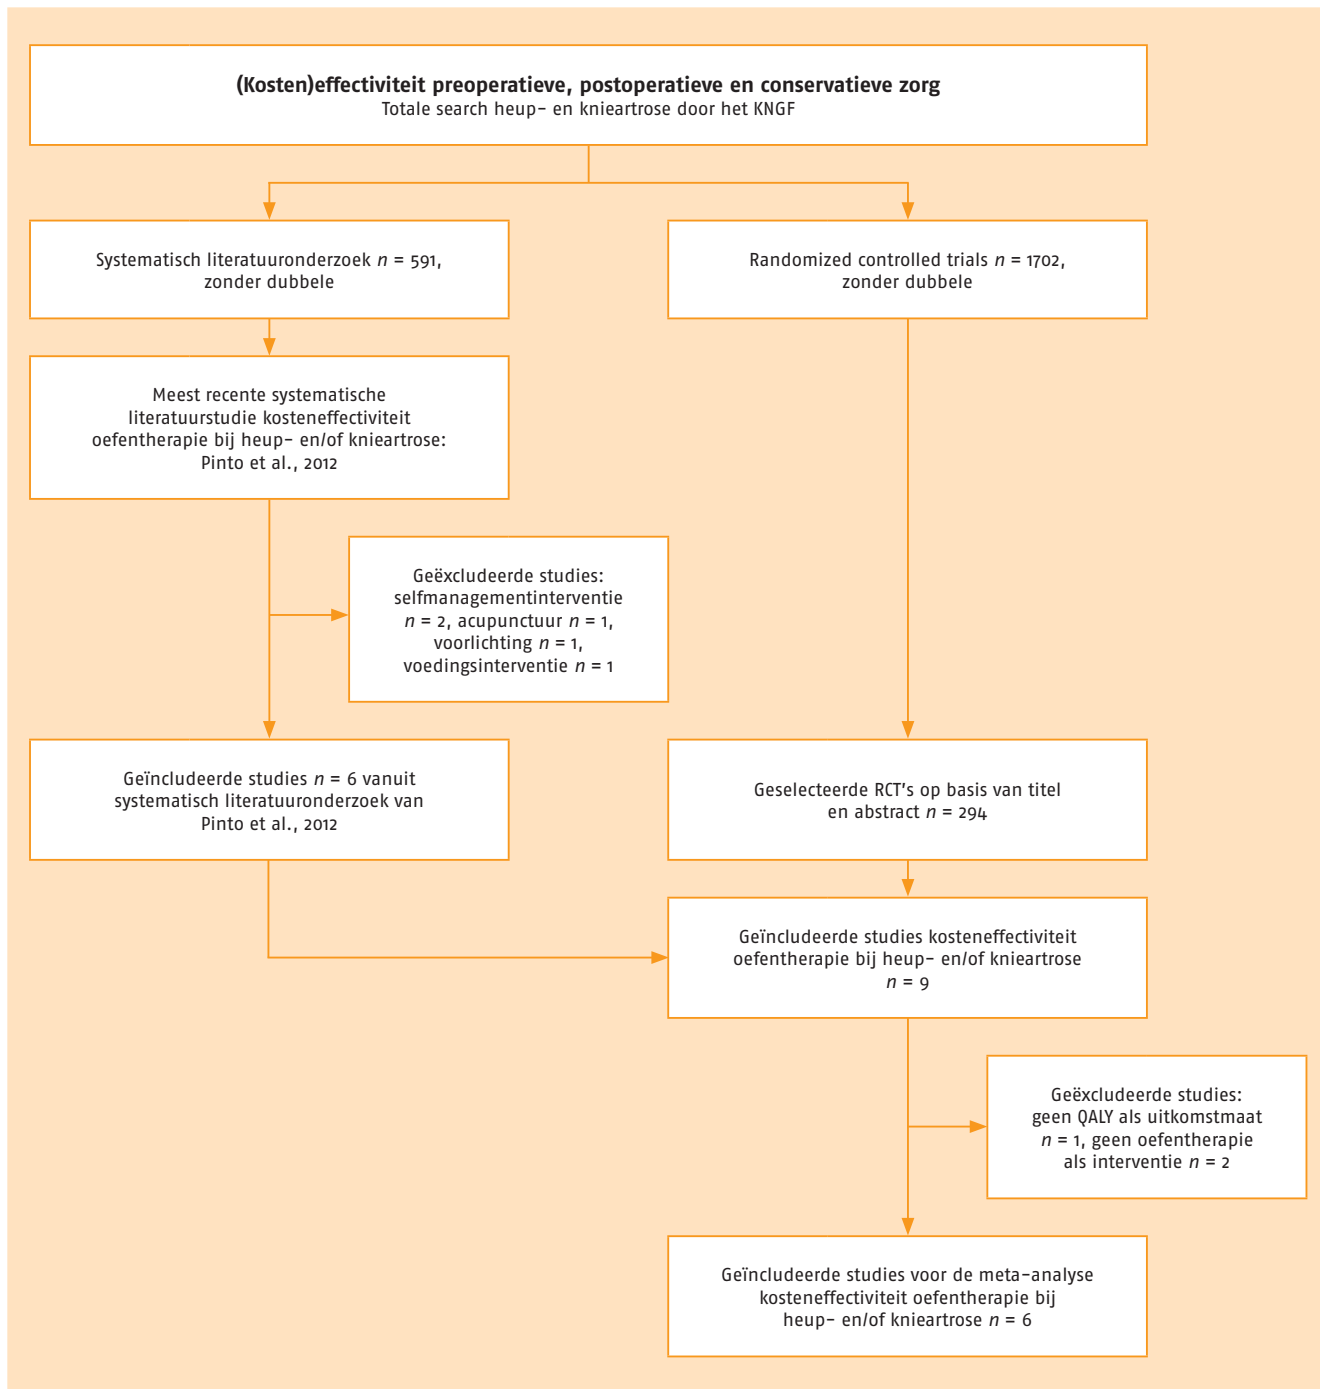 (Kosten)effectiviteit preoperatieve, postoperatieve en conservatieve zorg
Totale search heup- en knieartrose door het KNGF
Systematisch literatuuronderzoek n = 591,
zonder dubbele
Randomized controlled trials n = 1702,
zonder dubbele
Meest recente systematische
literatuurstudie kosteneffectiviteit
oefentherapie bij heup- en/of knieartrose:
Pinto et al., 2012
Geëxcludeerde studies:
selfmanagementinterventie
n = 2, acupunctuur n = 1,
voorlichting n = 1,
voedingsinterventie n = 1
Geïncludeerde studies n = 6 vanuit
systematisch literatuuronderzoek van
Pinto et al., 2012
Geselecteerde RCT's op basis van titel
en abstract n = 294
Geïncludeerde studies kosteneffectiviteit
oefentherapie bij heup- en/of knieartrose
n = 9
Geëxcludeerde studies:
geen QALY als uitkomstmaat
n = 1, geen oefentherapie
als interventie n = 2
Geïncludeerde studies voor de meta-analyse
kosteneffectiviteit oefentherapie bij
heup- en/of knieartrose n = 6